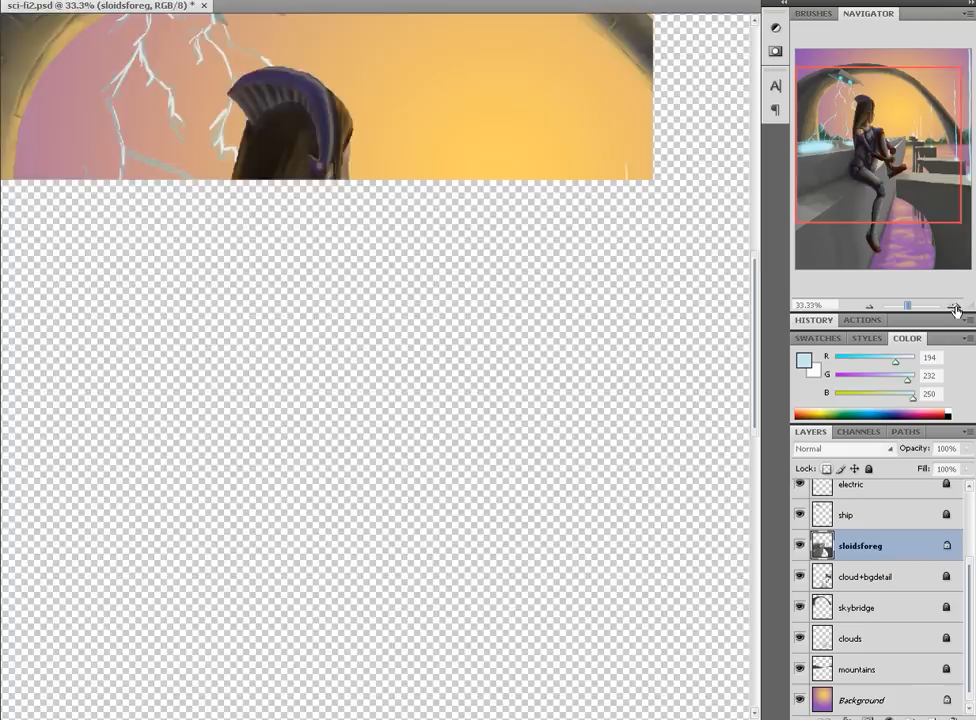 sci-fi2.psd @ 33.3% (sloidsforeg, RGB/8) * ×
BRUSHES NAVIGATOR
A
33.33%
HISTORY ACTIONS
SWATCHES STYLES COLOR
R 194
G 232
B 250
LAYERS CHANNELS PATHS
Normal Opacity: 100%
Lock: Fill: 100%
electric
ship
sloidsforeg
cloud+bgdetail
skybridge
clouds
mountains
Background